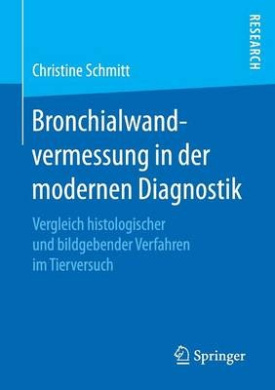 RESEARCH
Christine Schmitt
Bronchialwand-
vermessung in der
modernen Diagnostik
Vergleich histologischer
und bildgebender Verfahren
im Tierversuch
Springer